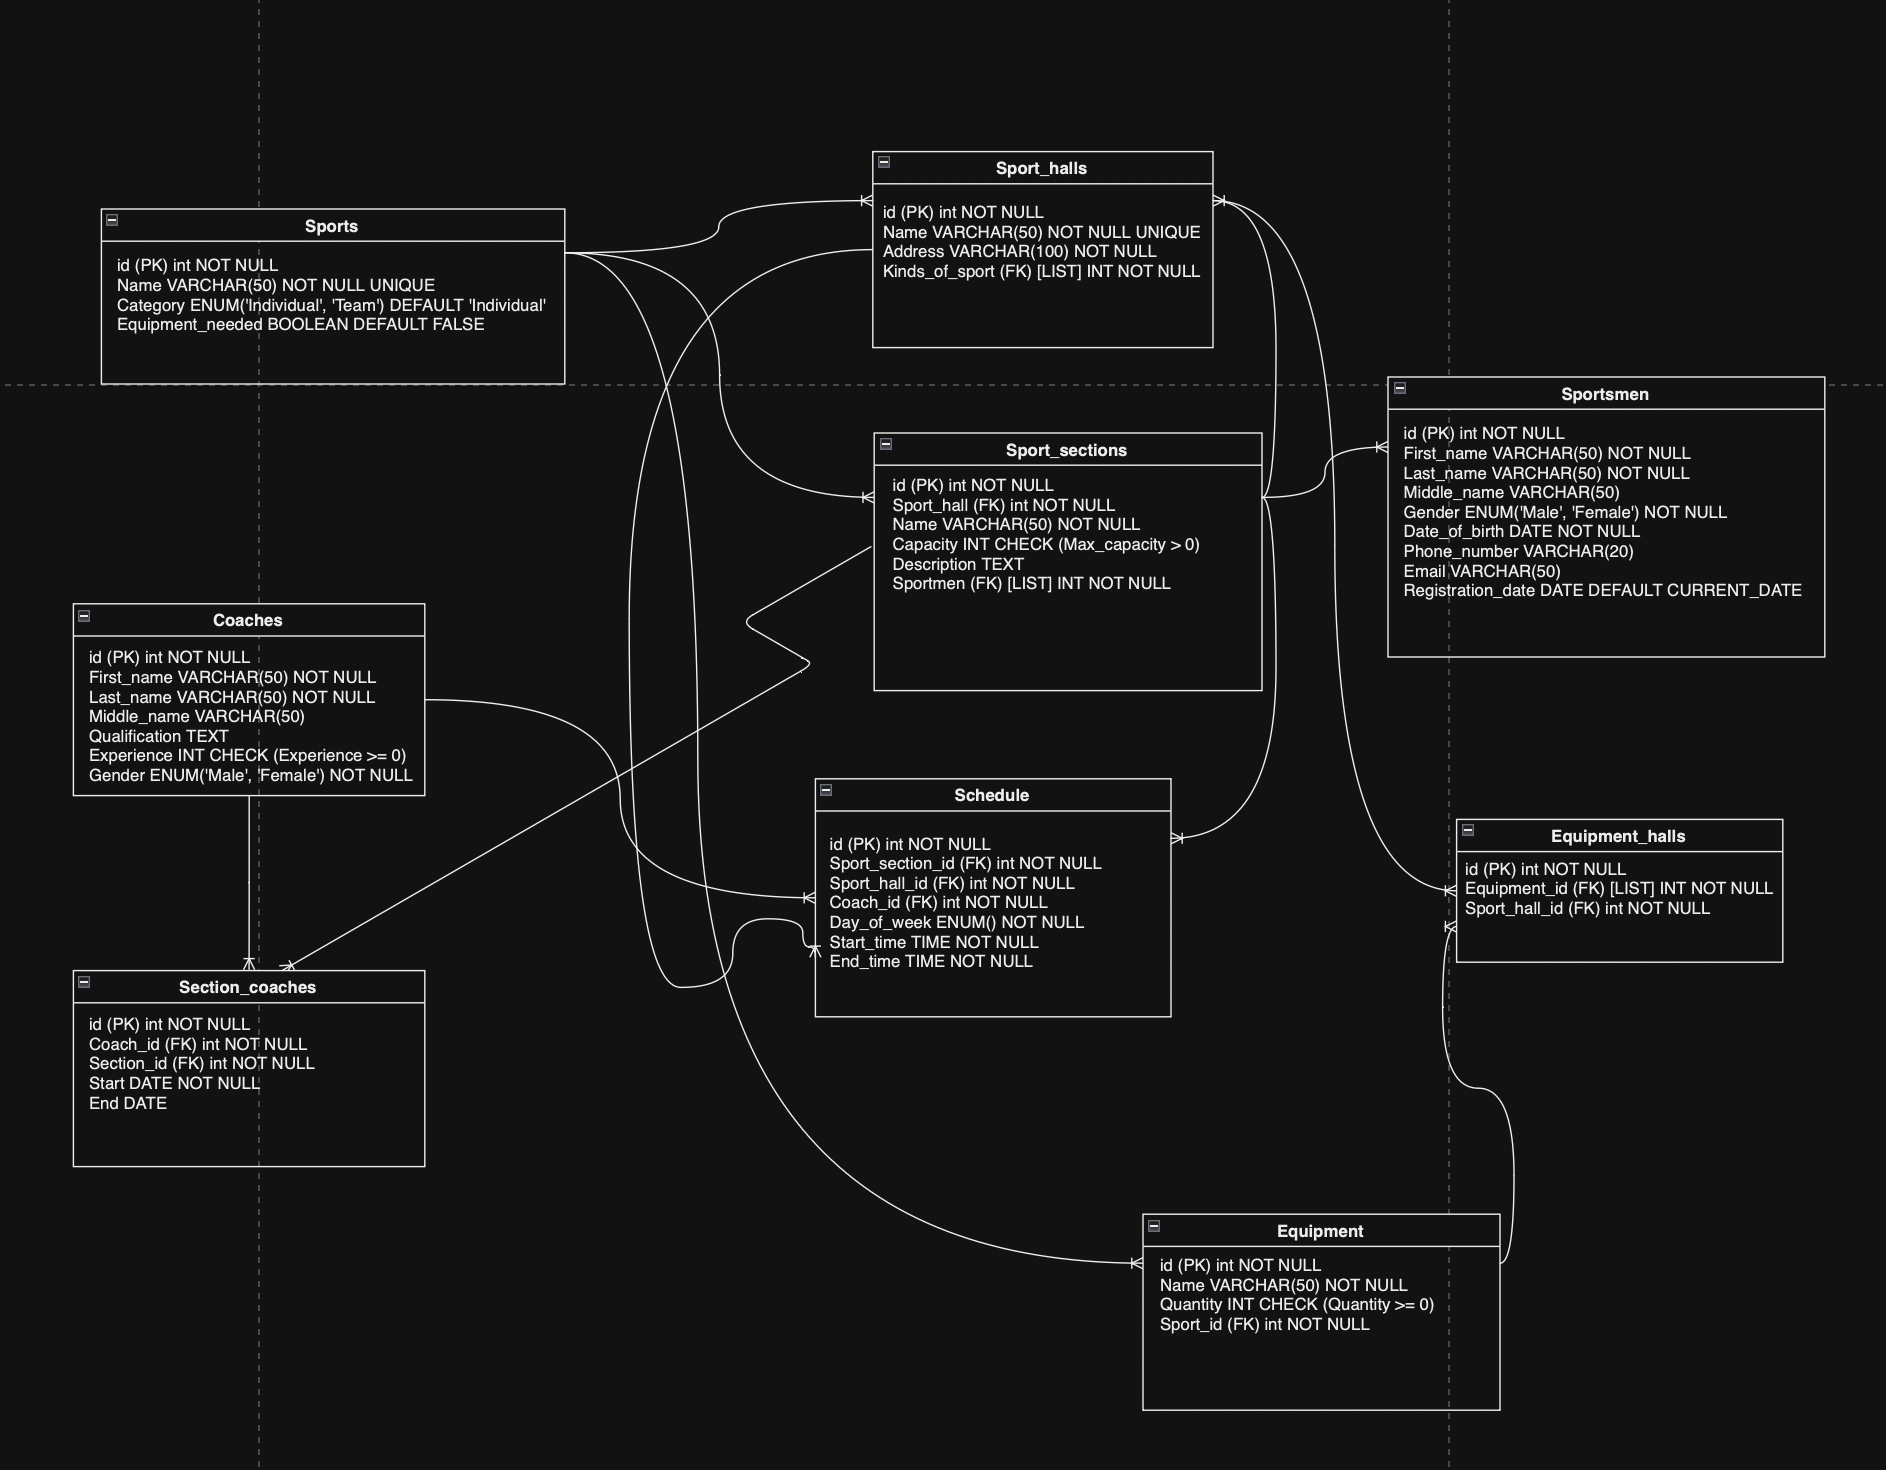 Sport_halls
id (PK) int NOT NULL
Name VARCHAR(50) NOT NULL UNIQUE
Address VARCHAR(100) NOT NULL
Kinds_of_sport (FK) [LIST] INT NOT NULL
Sports
id (PK) int NOT NULL
Name VARCHAR(50) NOT NULL UNIQUE
Category ENUM('Individual', 'Team') DEFAULT 'Individual'
Equipment_needed BOOLEAN DEFAULT FALSE
Sportsmen
id (PK) int NOT NULL
First_name VARCHAR(50) NOT NULL
Last_name VARCHAR(50) NOT NULL
Middle_name VARCHAR(50)
Gender ENUM('Male', 'Female') NOT NULL
Date_of_birth DATE NOT NULL
Phone_number VARCHAR(20)
Email VARCHAR(50)
Registration_date DATE DEFAULT CURRENT_DATE
Sport_sections
id (PK) int NOT NULL
Sport_hall (FK) int NOT NULL
Name VARCHAR(50) NOT NULL
Capacity INT CHECK (Max_capacity > 0)
Description TEXT
Sportmen (FK) [LIST] INT NOT NULL
Coaches
id (PK) int NOT NULL
First_name VARCHAR(50) NOT NULL
Last_name VARCHAR(50) NOT NULL
Middle_name VARCHAR(50)
Qualification TEXT
Experience INT CHECK (Experience >= 0)
Gender ENUM('Male', 'Female') NOT NULL
Schedule
id (PK) int NOT NULL
Sport_section_id (FK) int NOT NULL
Sport_hall_id (FK) int NOT NULL
Coach_id (FK) int NOT NULL
Day_of_week ENUM() NOT NULL
Start_time TIME NOT NULL
End_time TIME NOT NULL
Equipment_halls
id (PK) int NOT NULL
Equipment_id (FK) [LIST] INT NOT NULL
Sport_hall_id (FK) int NOT NULL
Section_coaches
id (PK) int NOT NULL
Coach_id (FK) int NOT NULL
Section_id (FK) int NOT NULL
Start DATE NOT NULL
End DATE
Equipment
id (PK) int NOT NULL
Name VARCHAR(50) NOT NULL
Quantity INT CHECK (Quantity >= 0)
Sport_id (FK) int NOT NULL